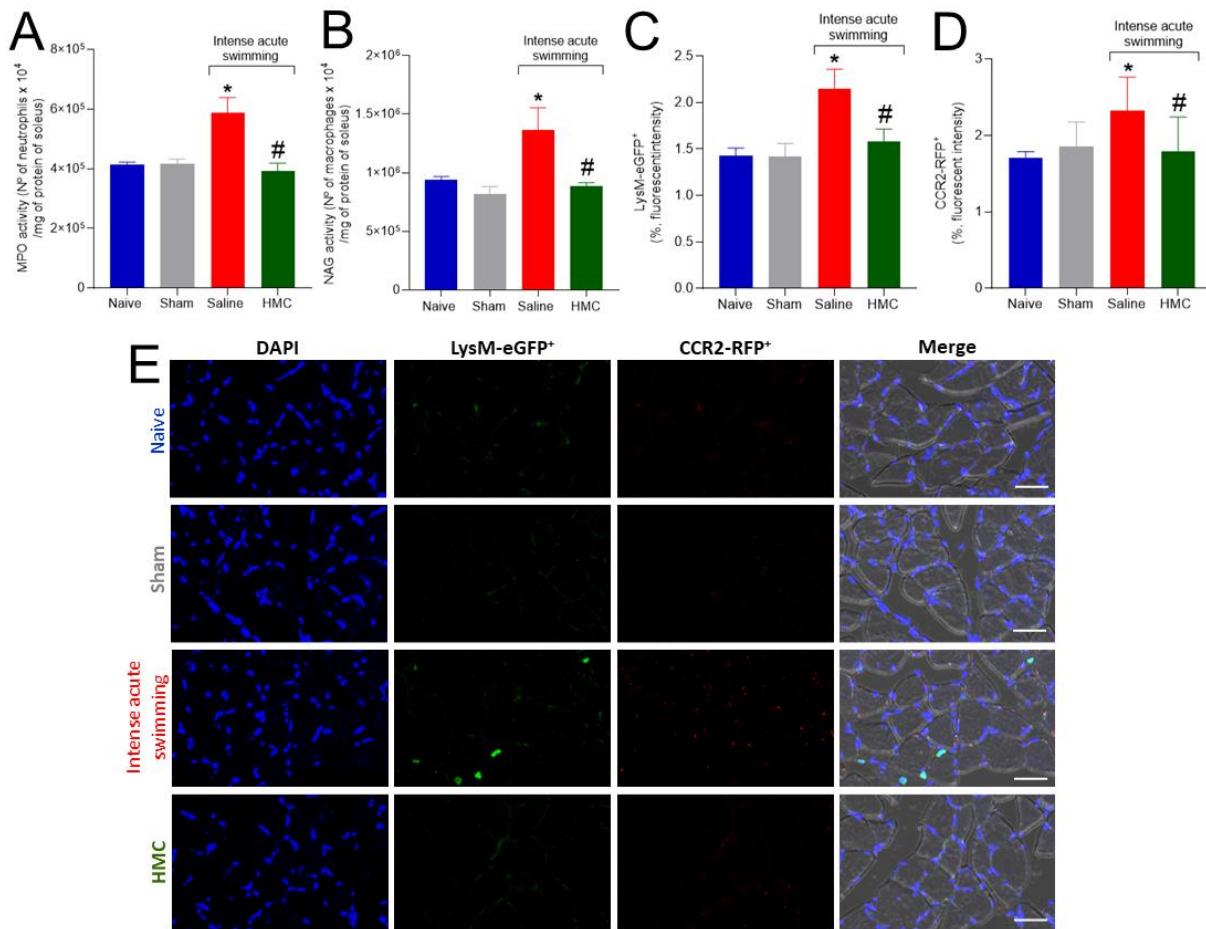 A
Intense acute
swimming
MPO activity (Nº of neutrophils x 10⁴
/mg of protein of soleus)
8×10⁵
6×10⁵
4×10⁵
2×10⁵
0
*
#
Naive Sham Saline HMC
B
Intense acute
swimming
NAG activity (Nº of macrophages x 10⁴
/mg of protein of soleus)
2×10⁶
1×10⁶
1×10⁶
5×10⁵
0
*
#
Naive Sham Saline HMC
C
Intense acute
swimming
LysM-eGFP⁺
(%, fluorescentintensity)
2.5
2.0
1.5
1.0
0.5
0.0
*
#
Naive Sham Saline HMC
D
Intense acute
swimming
CCR2-RFP⁺
(%, fluorescent intensity)
3
2
1
0
*
#
Naive Sham Saline HMC
E
DAPI LysM-eGFP⁺ CCR2-RFP⁺ Merge
Naive
Sham
Intense acute
swimming
HMC